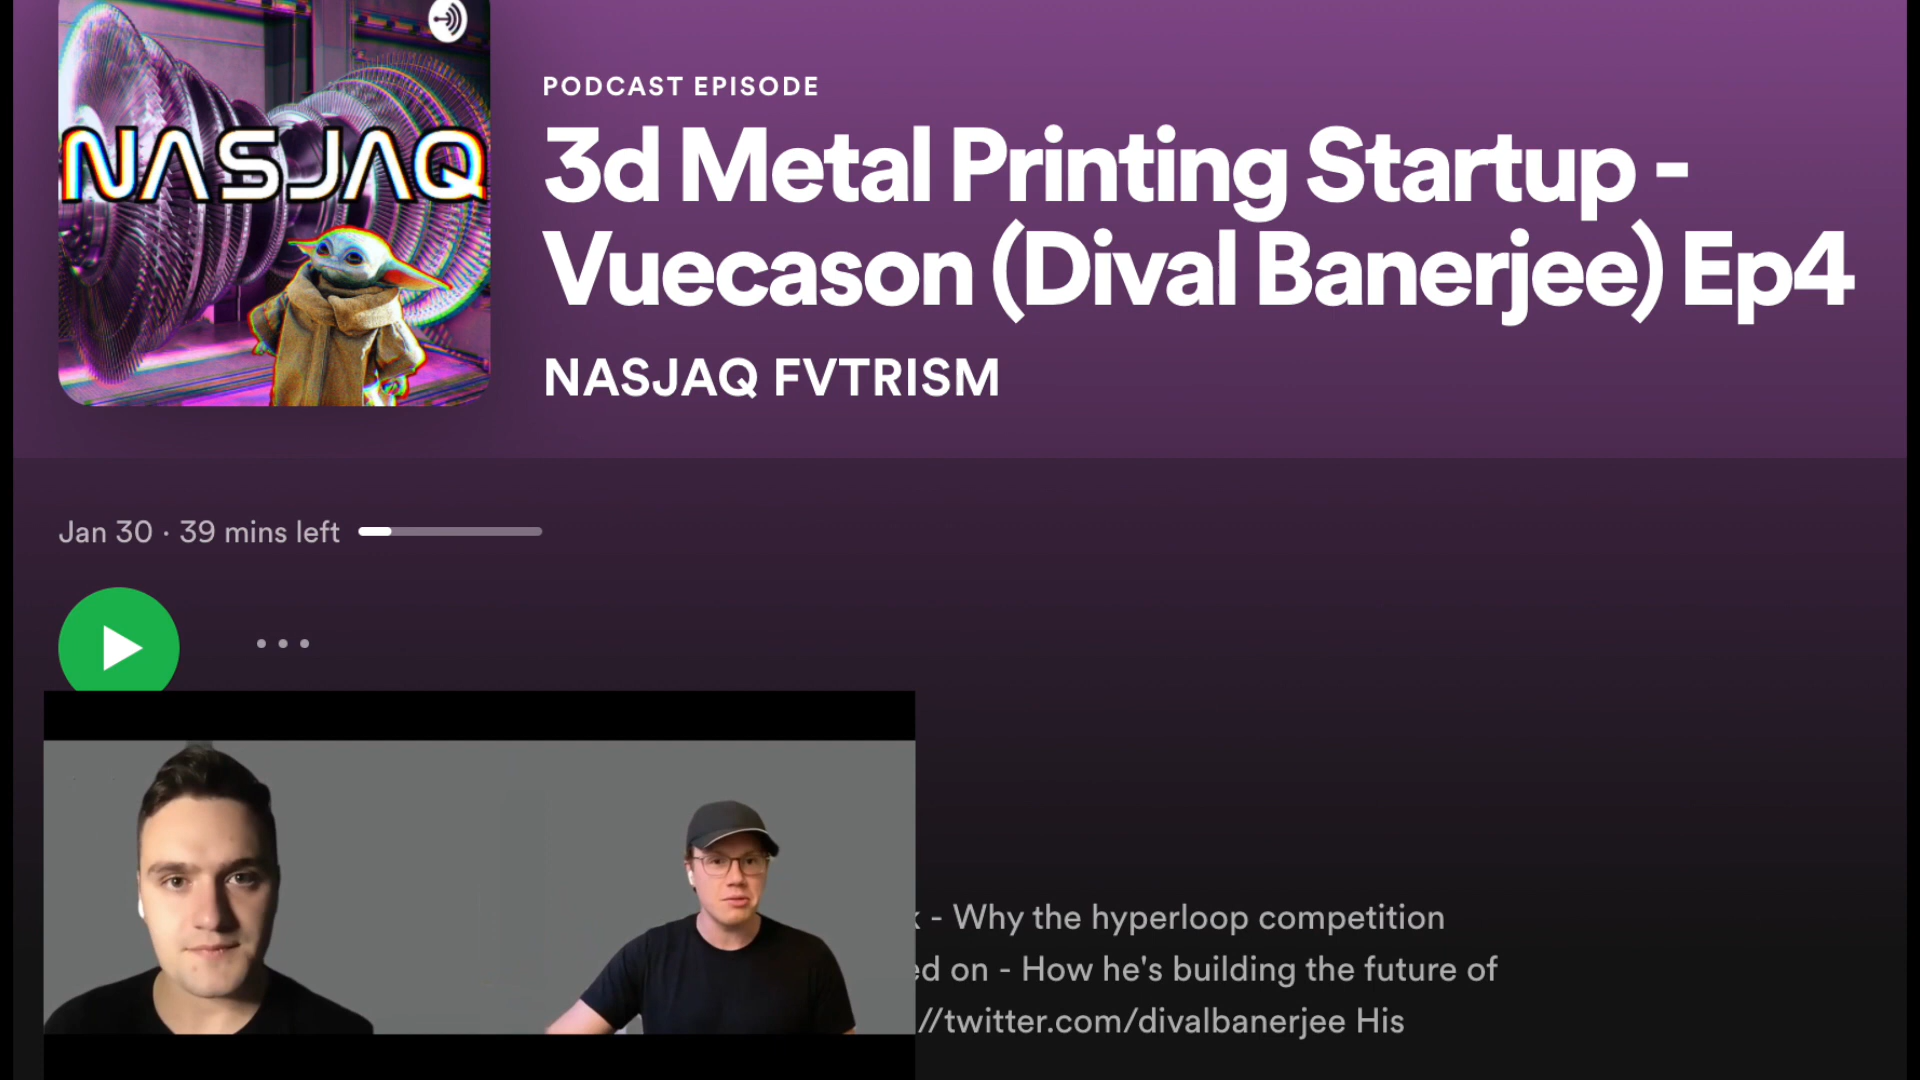 NASJAQ
PODCAST EPISODE
3d Metal Printing Startup -
Vuecason (Dival Banerjee) Ep4
NASJAQ FVTRISM
Jan 30 · 39 mins left
- Why the hyperloop competition
on - How he's building the future of
//twitter.com/divalbanerjee His